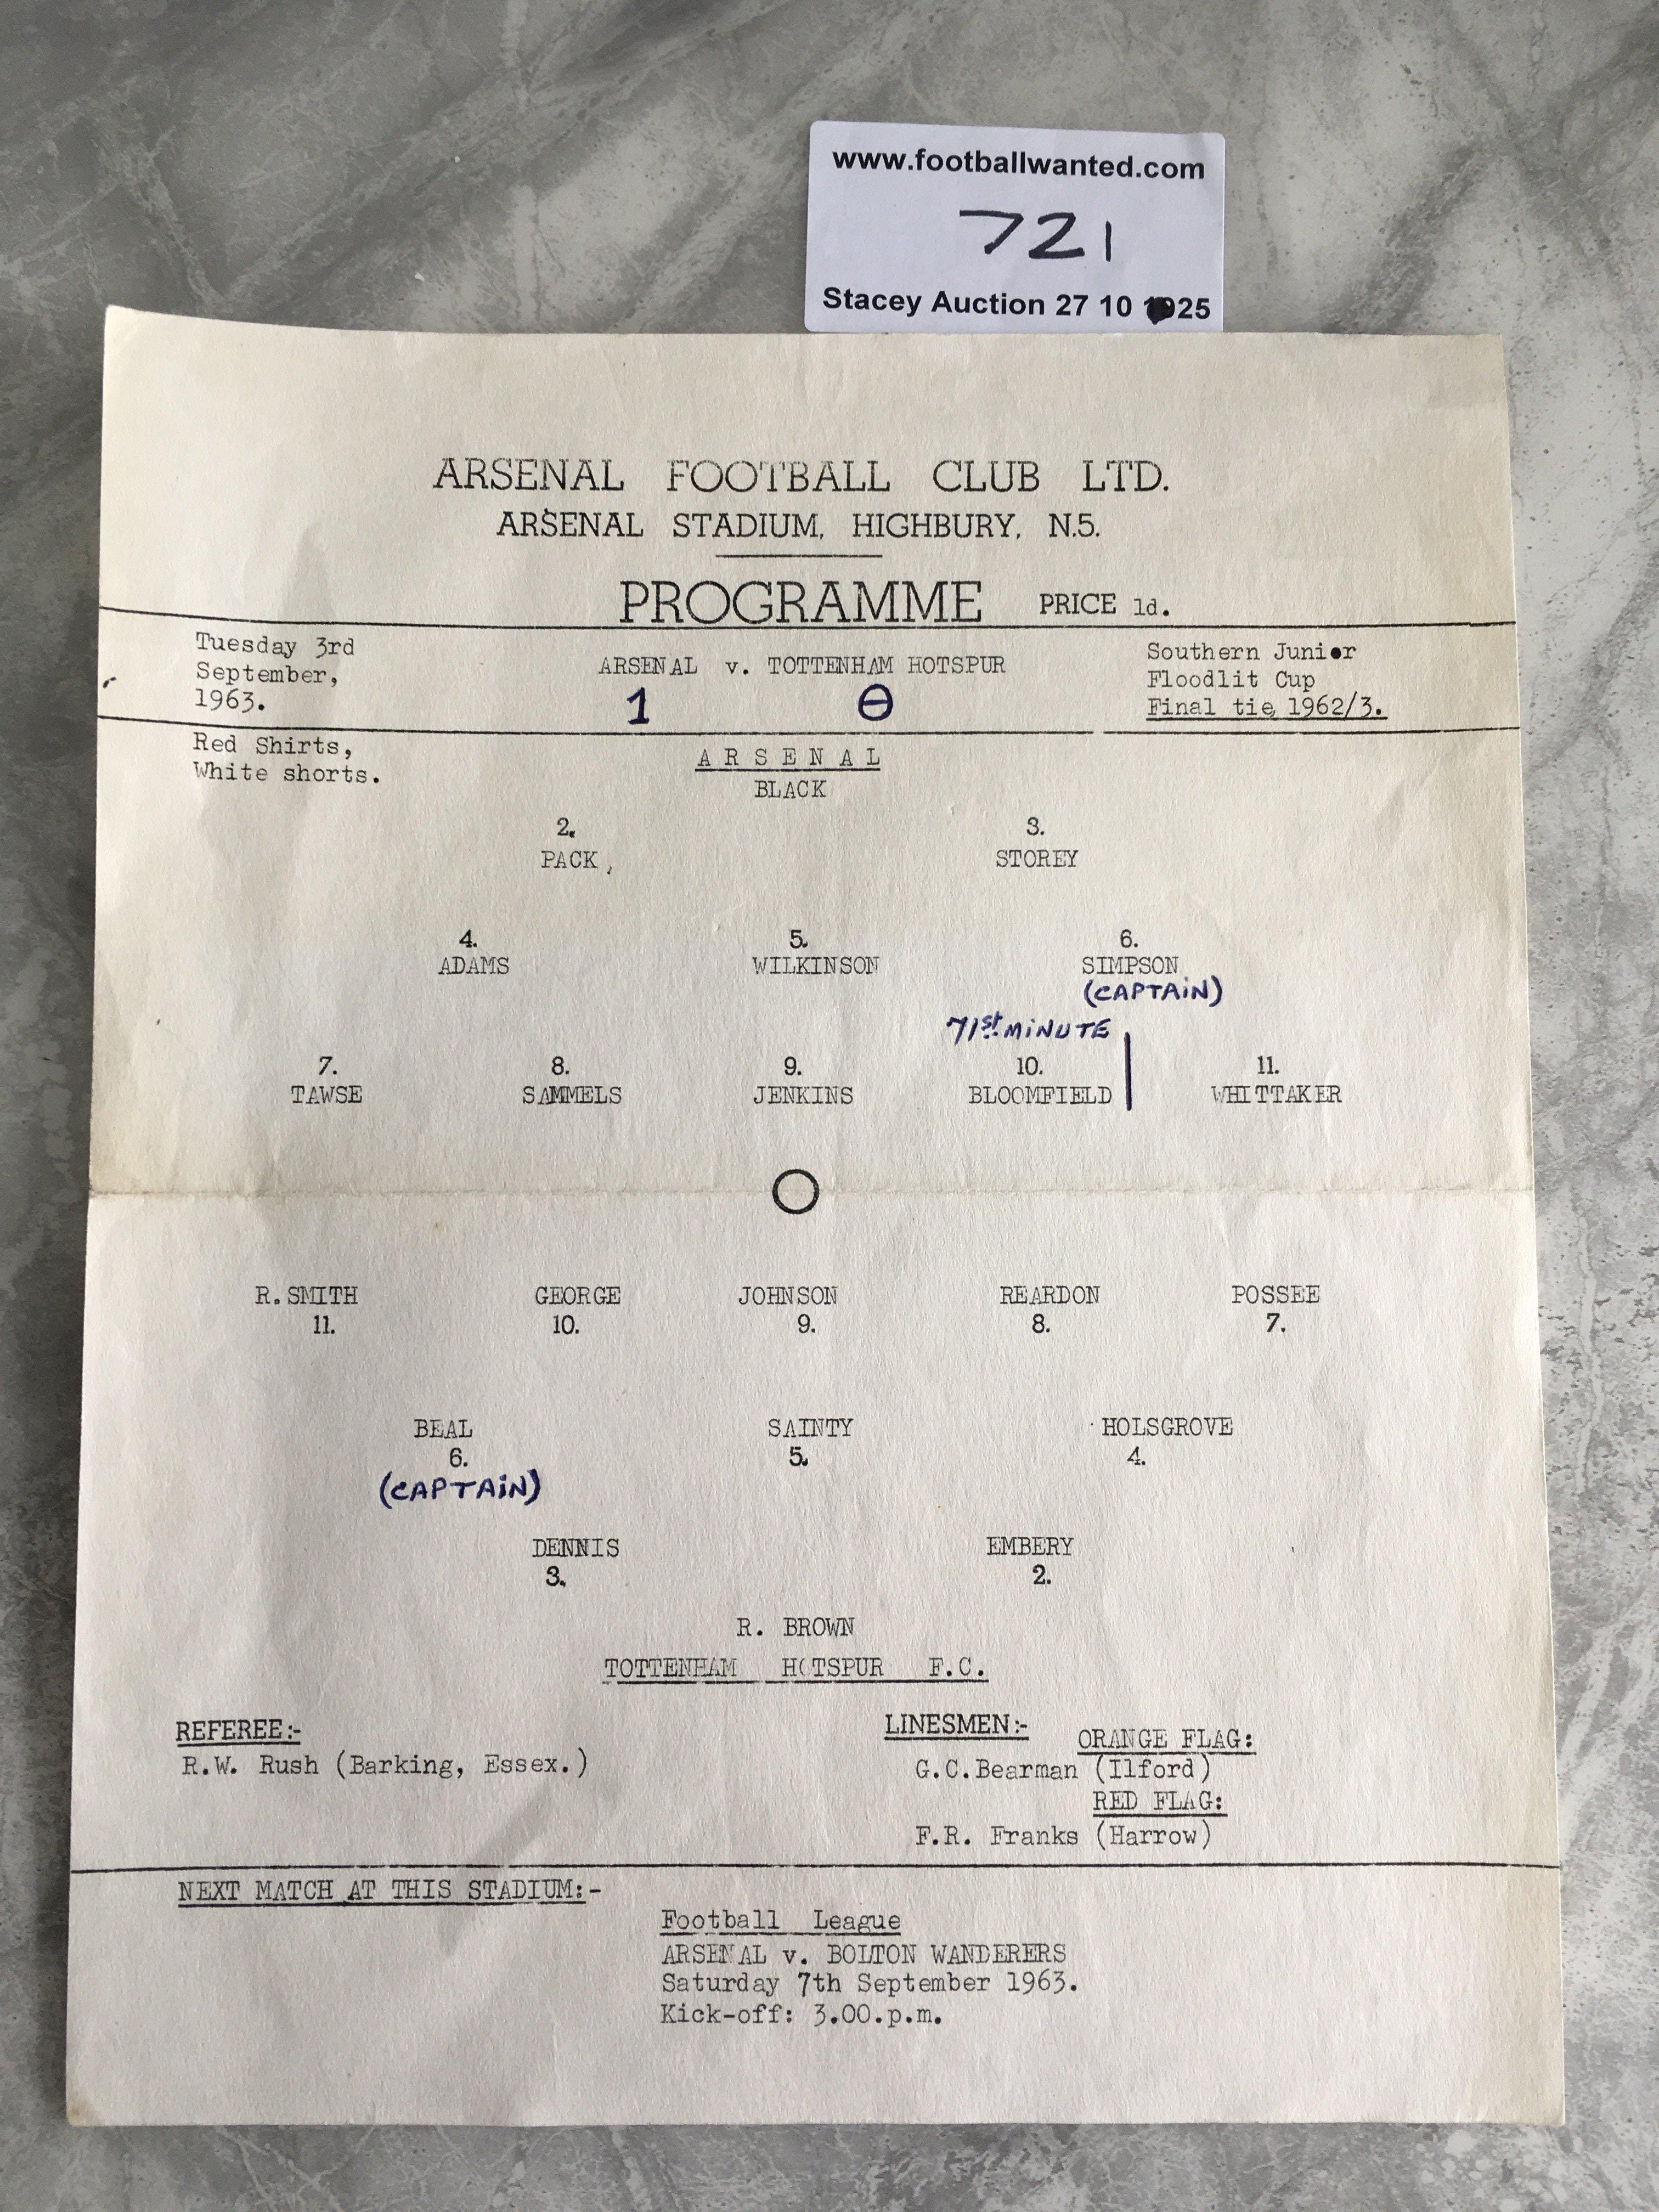 www.footballwanted.com
721
Stacey Auction 27 10 25
ARSENAL FOOTBALL CLUB LTD.
ARSENAL STADIUM, HIGHBURY, N.5.
PROGRAMME PRICE 1d.
Tuesday 3rd
September,
1963.
ARSENAL v. TOTTENHAM HOTSPUR
1 0
Southern Junior
Floodlit Cup
Final tie 1962/3.
Red Shirts,
White shorts.
A R S E N A L
BLACK
2. 3.
PACK, STOREY
4. 5. 6.
ADAMS WILKINSON SIMPSON
(CAPTAiN)
71st MiNUTE
7. 8. 9. 10. 11.
TAWSE SAMMELS JENKINS BLOOMFIELD WHITTAKER
R.SMITH GEORGE JOHNSON REARDON POSSEE
11. 10. 9. 8. 7.
BEAL SAINTY HOLSGROVE
6. 5. 4.
(CAPTAiN)
DENNIS EMBERY
3. 2.
R. BROWN
TOTTENHAM HOTSPUR F.C.
REFEREE:-
R.W. Rush (Barking, Essex.)
LINESMEN:- ORANGE FLAG:
G.C.Bearman (Ilford)
RED FLAG:
F.R. Franks (Harrow)
NEXT MATCH AT THIS STADIUM:-
Football League
ARSENAL v. BOLTON WANDERERS
Saturday 7th September 1963.
Kick-off: 3.00.p.m.